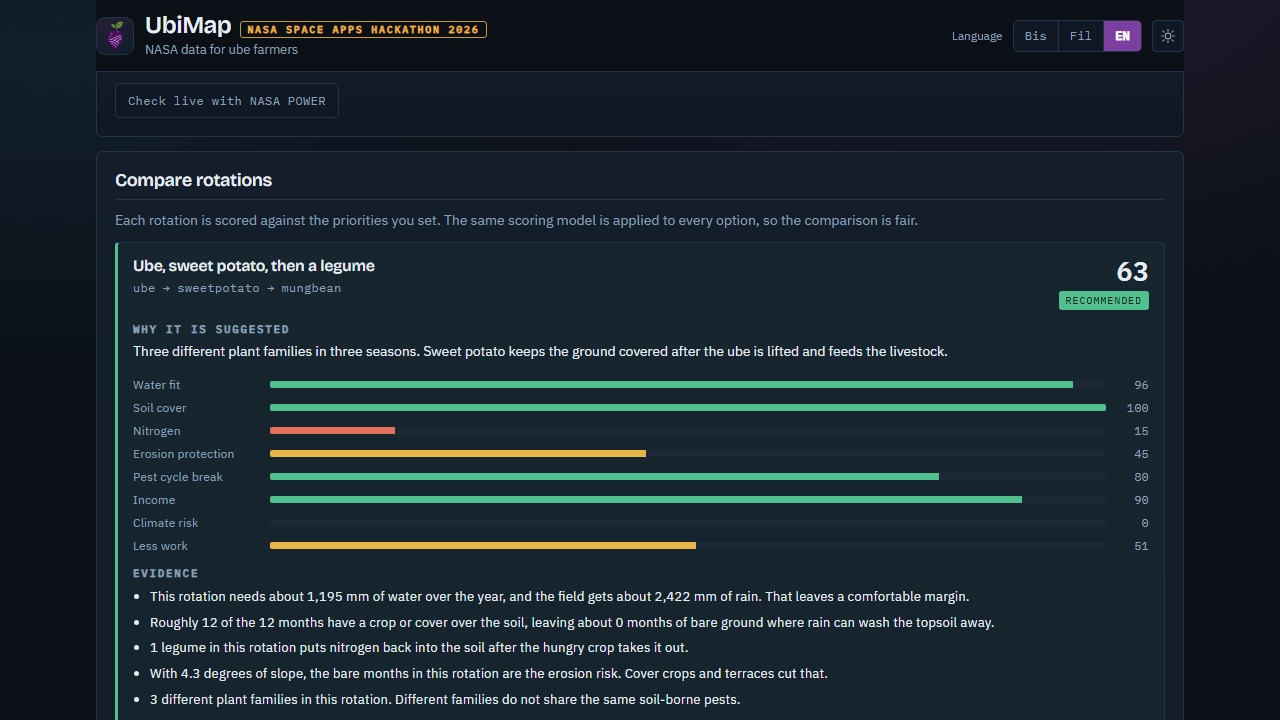 UbiMap NASA SPACE APPS HACKATHON 2026
NASA data for ube farmers
Language Bis Fil EN
Check live with NASA POWER
Compare rotations
Each rotation is scored against the priorities you set. The same scoring model is applied to every option, so the comparison is fair.
Ube, sweet potato, then a legume 63
ube → sweetpotato → mungbean
RECOMMENDED
WHY IT IS SUGGESTED
Three different plant families in three seasons. Sweet potato keeps the ground covered after the ube is lifted and feeds the livestock.
Water fit 96
Soil cover 100
Nitrogen 15
Erosion protection 45
Pest cycle break 80
Income 90
Climate risk 0
Less work 51
EVIDENCE
• This rotation needs about 1,195 mm of water over the year, and the field gets about 2,422 mm of rain. That leaves a comfortable margin.
• Roughly 12 of the 12 months have a crop or cover over the soil, leaving about 0 months of bare ground where rain can wash the topsoil away.
• 1 legume in this rotation puts nitrogen back into the soil after the hungry crop takes it out.
• With 4.3 degrees of slope, the bare months in this rotation are the erosion risk. Cover crops and terraces cut that.
• 3 different plant families in this rotation. Different families do not share the same soil-borne pests.